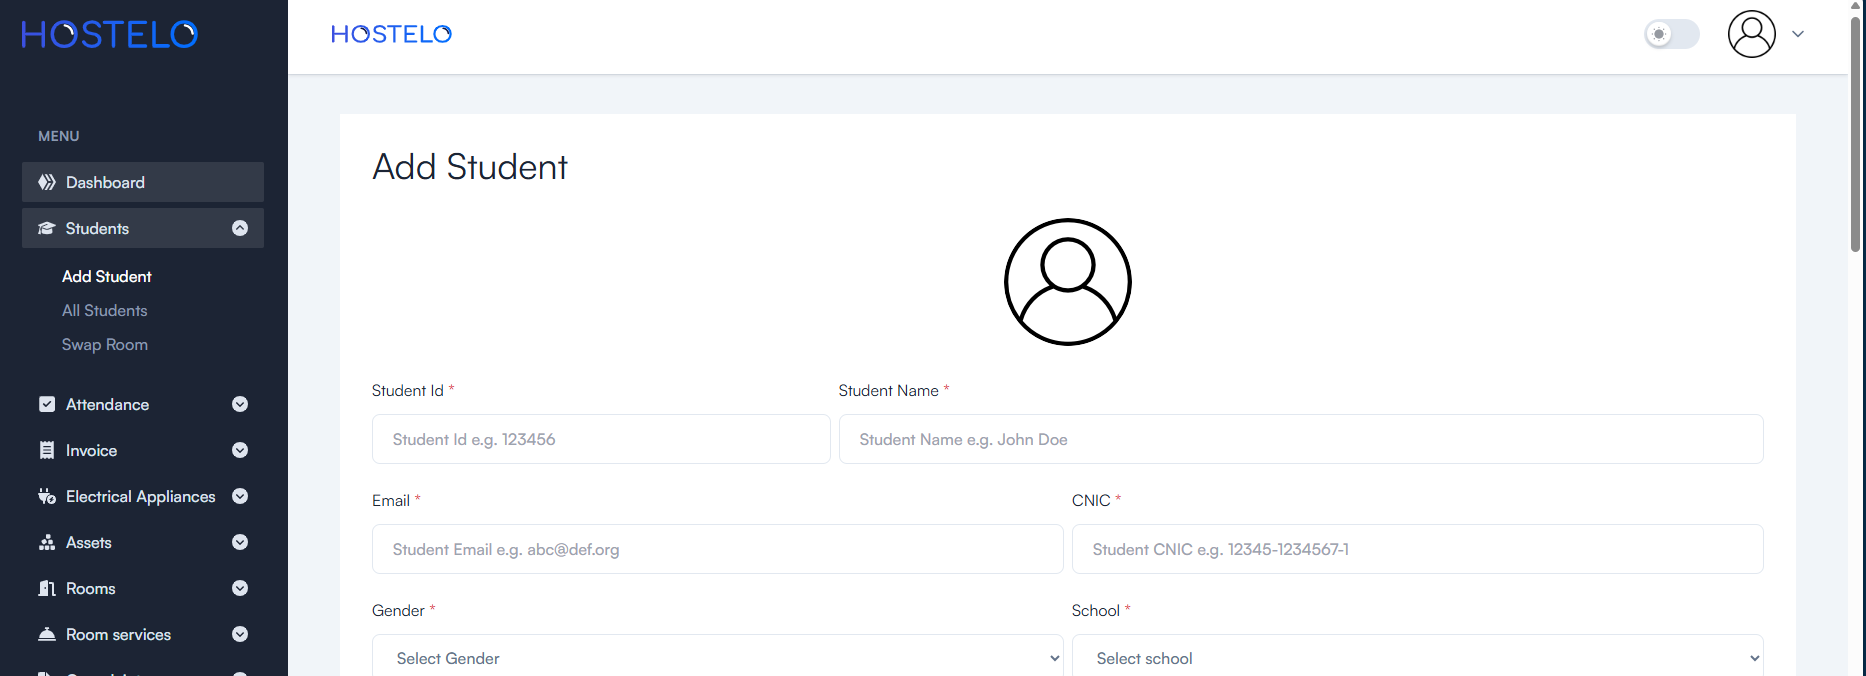 HOSTELO
HOSTELO
MENU
Dashboard
Students
Add Student
All Students
Swap Room
Attendance
Invoice
Electrical Appliances
Assets
Rooms
Room services
Add Student
Student Id *
Student Name *
Student Id e.g. 123456
Student Name e.g. John Doe
Email *
CNIC *
Student Email e.g. abc@def.org
Student CNIC e.g. 12345-1234567-1
Gender *
School *
Select Gender
Select school